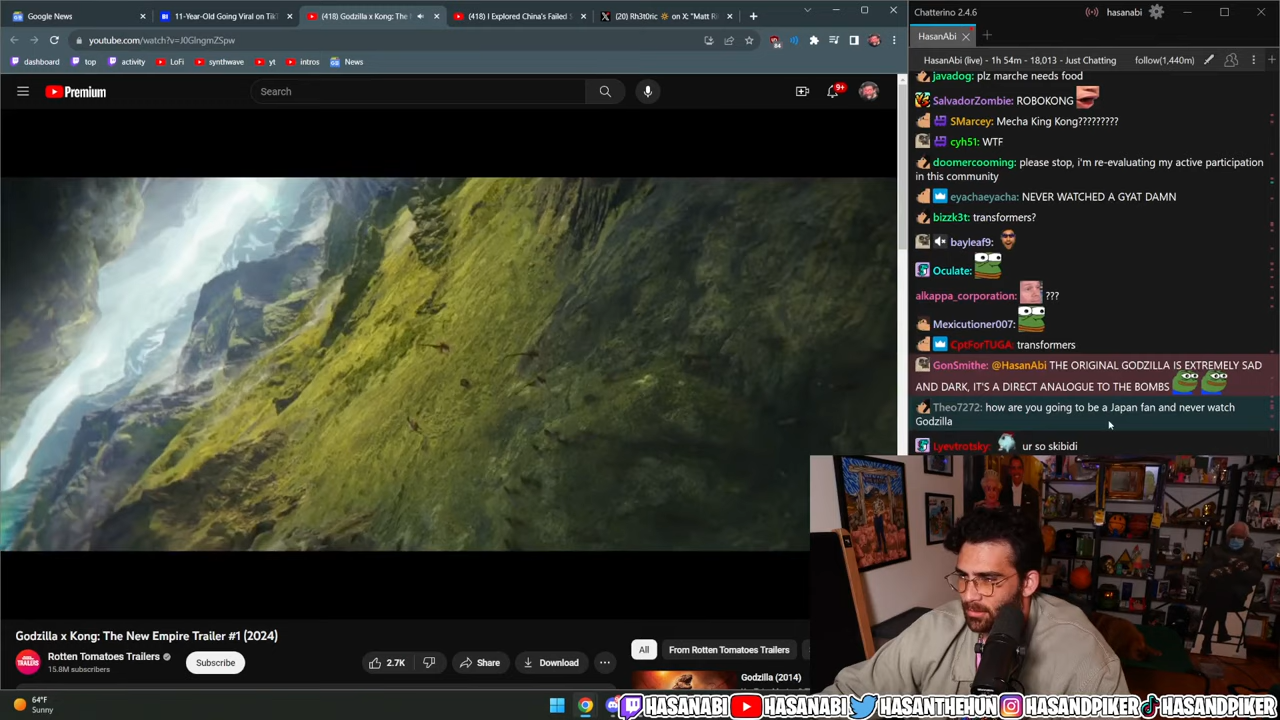 Google News
11-Year-Old Going Viral on Tik
(418) Godzilla x Kong: The
(418) I Explored China's Failed
(20) Rh3t0ric on X: "Matt Ri
youtube.com/watch?v=J0GlngmZSpw
dashboard
top
activity
LoFi
synthwave
yt
intros
News
Premium
Search
9+
Chatterino 2.4.6
hasanabi
HasanAbi
HasanAbi (live) - 1h 54m - 18,013 - Just Chatting
follow(1,440m)
javadog: plz marche needs food
SalvadorZombie: ROBOKONG
SMarcey: Mecha King Kong?????????
cyh51: WTF
doomercooming: please stop, i'm re-evaluating my active participation
in this community
eyachaeyacha: NEVER WATCHED A GYAT DAMN
bizzk3t: transformers?
bayleaf9:
Oculate:
alkappa_corporation: ???
Mexicutioner007:
CptForTUGA: transformers
GonSmithe: @HasanAbi THE ORIGINAL GODZILLA IS EXTREMELY SAD
AND DARK, IT'S A DIRECT ANALOGUE TO THE BOMBS
Theo7272: how are you going to be a Japan fan and never watch
Godzilla
Lyevtrotsky: ur so skibidi
Godzilla x Kong: The New Empire Trailer #1 (2024)
Rotten Tomatoes Trailers
15.8M subscribers
Subscribe
2.7K
Share
Download
All
From Rotten Tomatoes Trailers
Godzilla (2014)
64°F
Sunny
HASANABI
HASANABI
HASANTHEHUN
HASANDPIKER
HASANDPIKER